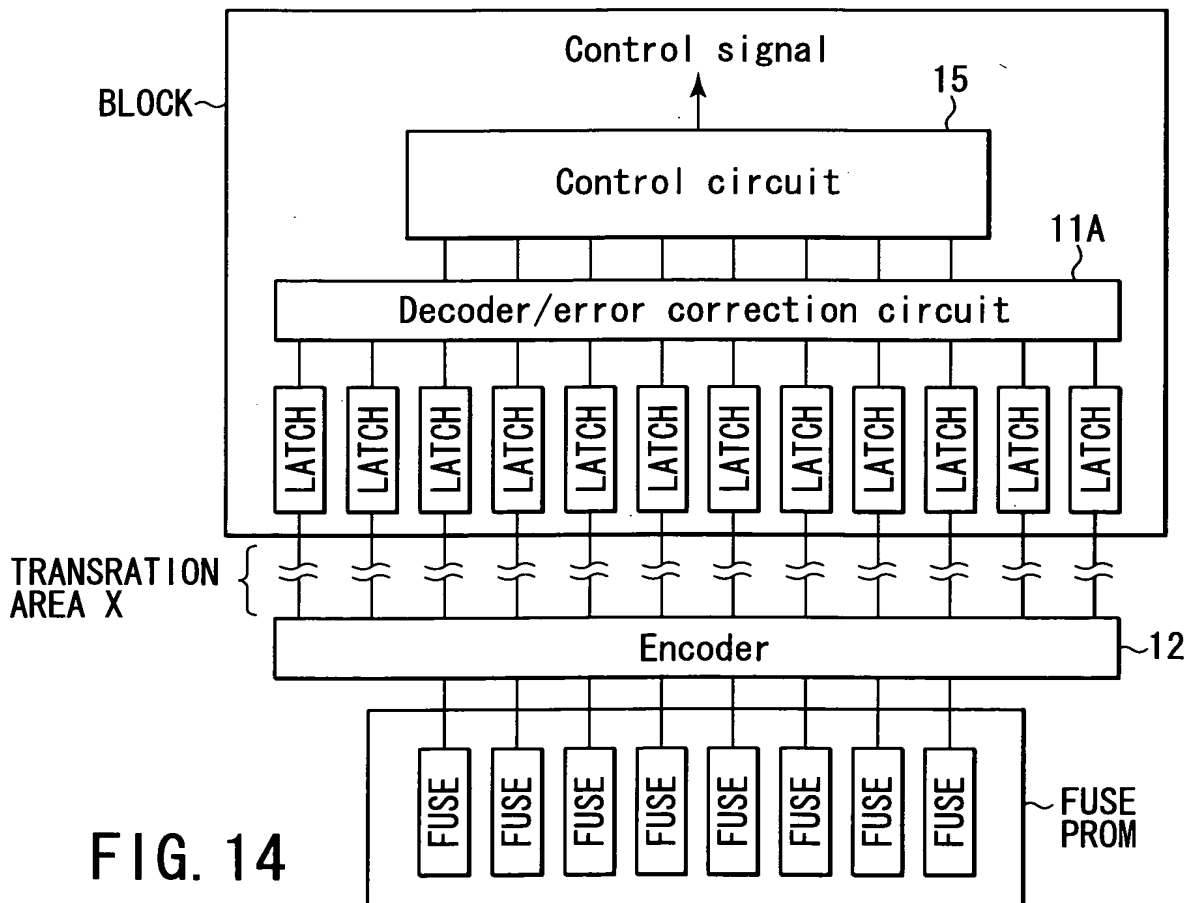 Control signal
BLOCK
15
Control circuit
11A
Decoder/error correction circuit
LATCH LATCH LATCH LATCH LATCH LATCH LATCH LATCH LATCH LATCH LATCH LATCH
TRANSRATION
AREA X
Encoder
12
FUSE FUSE FUSE FUSE FUSE FUSE FUSE FUSE
FUSE
PROM
FIG. 14